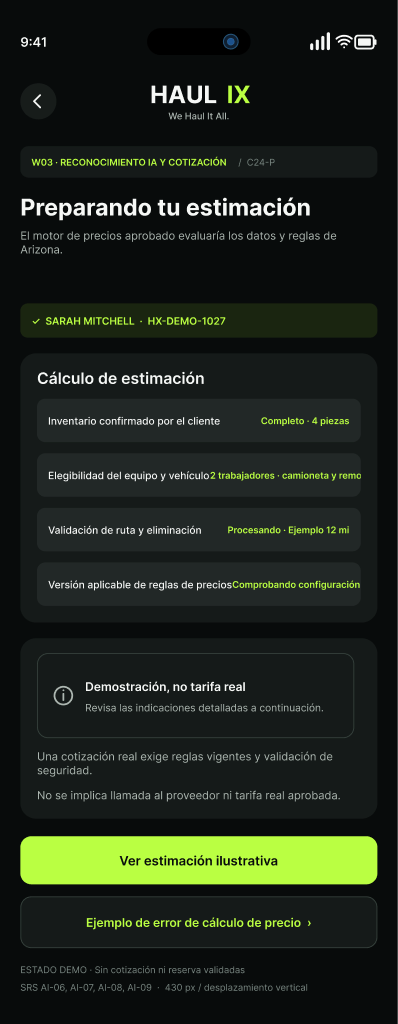 9:41
HAUL IX
We Haul It All.
W03 · RECONOCIMIENTO IA Y COTIZACIÓN / C24-P
Preparando tu estimación
El motor de precios aprobado evaluaría los datos y reglas de
Arizona.
✓ SARAH MITCHELL · HX-DEMO-1027
Cálculo de estimación
Inventario confirmado por el cliente Completo · 4 piezas
Elegibilidad del equipo y vehículo 2 trabajadores · camioneta y remo
Validación de ruta y eliminación Procesando · Ejemplo 12 mi
Versión aplicable de reglas de precios Comprobando configuración
Demostración, no tarifa real
Revisa las indicaciones detalladas a continuación.
Una cotización real exige reglas vigentes y validación de
seguridad.
No se implica llamada al proveedor ni tarifa real aprobada.
Ver estimación ilustrativa
Ejemplo de error de cálculo de precio ›
ESTADO DEMO · Sin cotización ni reserva validadas
SRS AI-06, AI-07, AI-08, AI-09 · 430 px / desplazamiento vertical